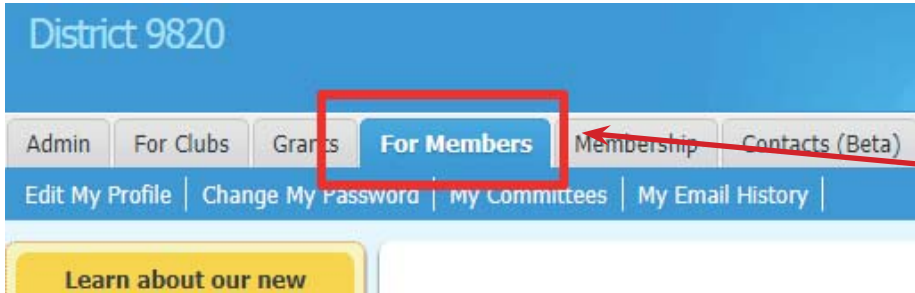 District 9820
Admin For Clubs Grants For Members Membership Contacts (Beta)
Edit My Profile | Change My Password | My Committees | My Email History |
Learn about our new